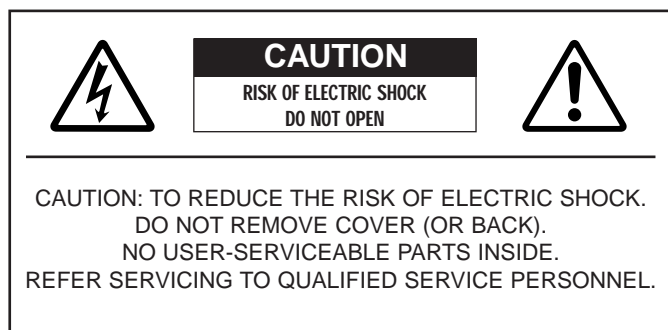 CAUTION
RISK OF ELECTRIC SHOCK
DO NOT OPEN
CAUTION: TO REDUCE THE RISK OF ELECTRIC SHOCK.
DO NOT REMOVE COVER (OR BACK).
NO USER-SERVICEABLE PARTS INSIDE.
REFER SERVICING TO QUALIFIED SERVICE PERSONNEL.